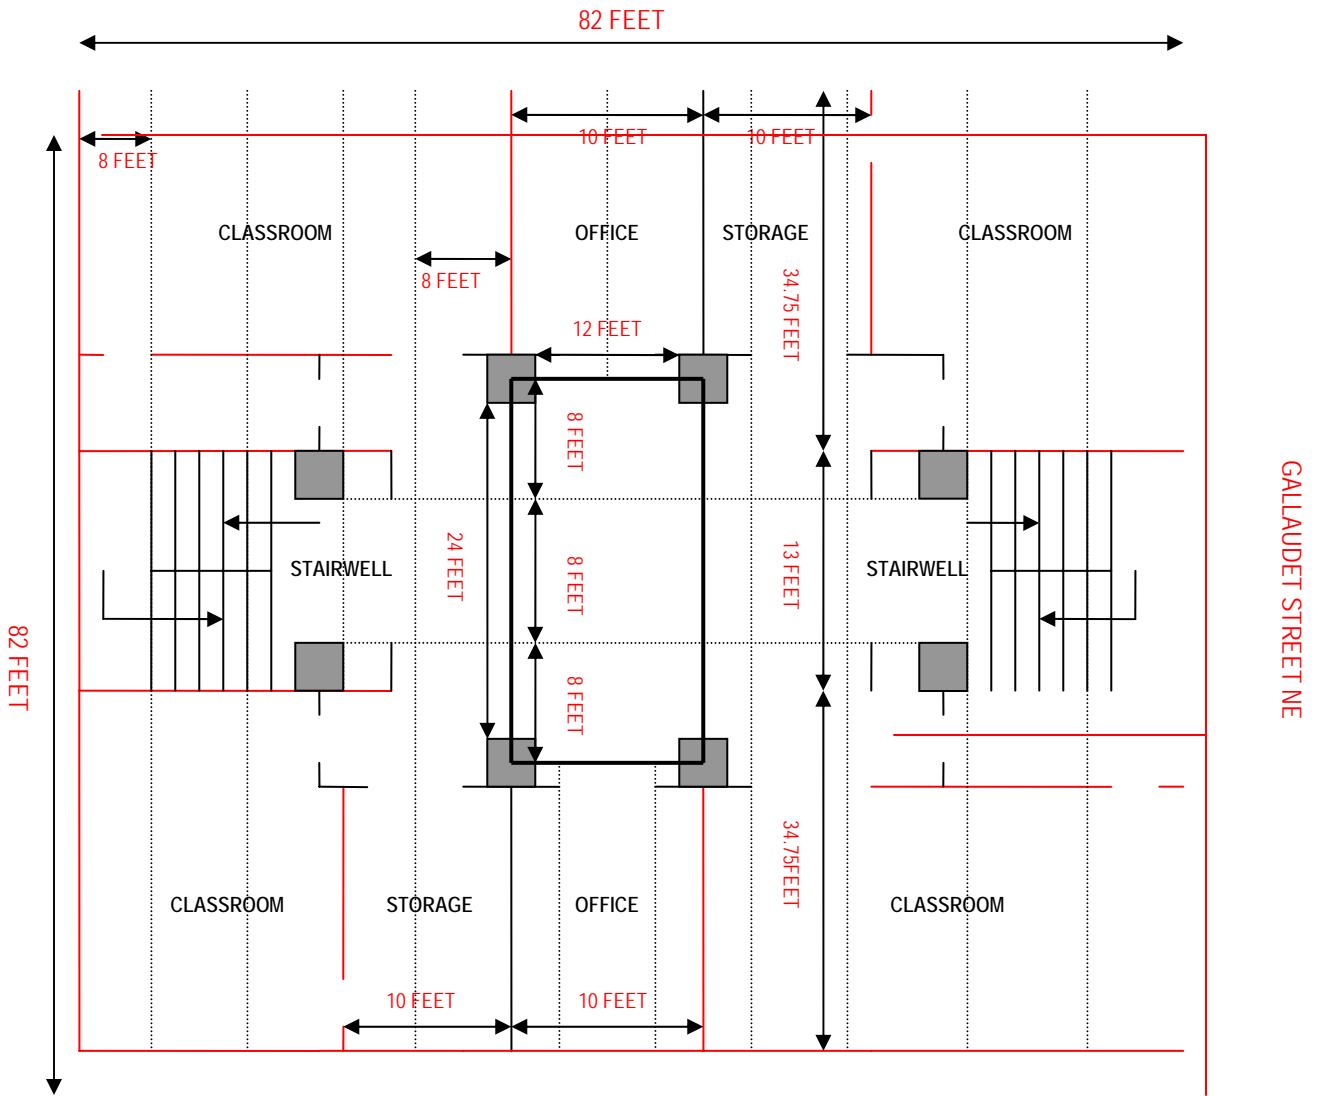 82 FEET
10 FEET
10 FEET
8 FEET
CLASSROOM
OFFICE
STORAGE
CLASSROOM
8 FEET
34.75 FEET
12 FEET
8 FEET
24 FEET
8 FEET
13 FEET
STAIRWELL
STAIRWELL
GALLAUDET STREET NE
82 FEET
8 FEET
34.75FEET
CLASSROOM
STORAGE
OFFICE
CLASSROOM
10 FEET
10 FEET